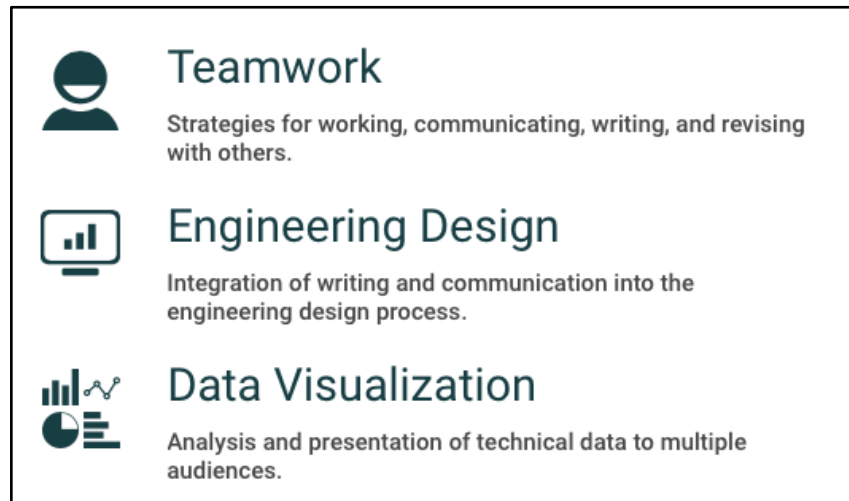 Teamwork
Strategies for working, communicating, writing, and revising
with others.
Engineering Design
Integration of writing and communication into the
engineering design process.
Data Visualization
Analysis and presentation of technical data to multiple
audiences.